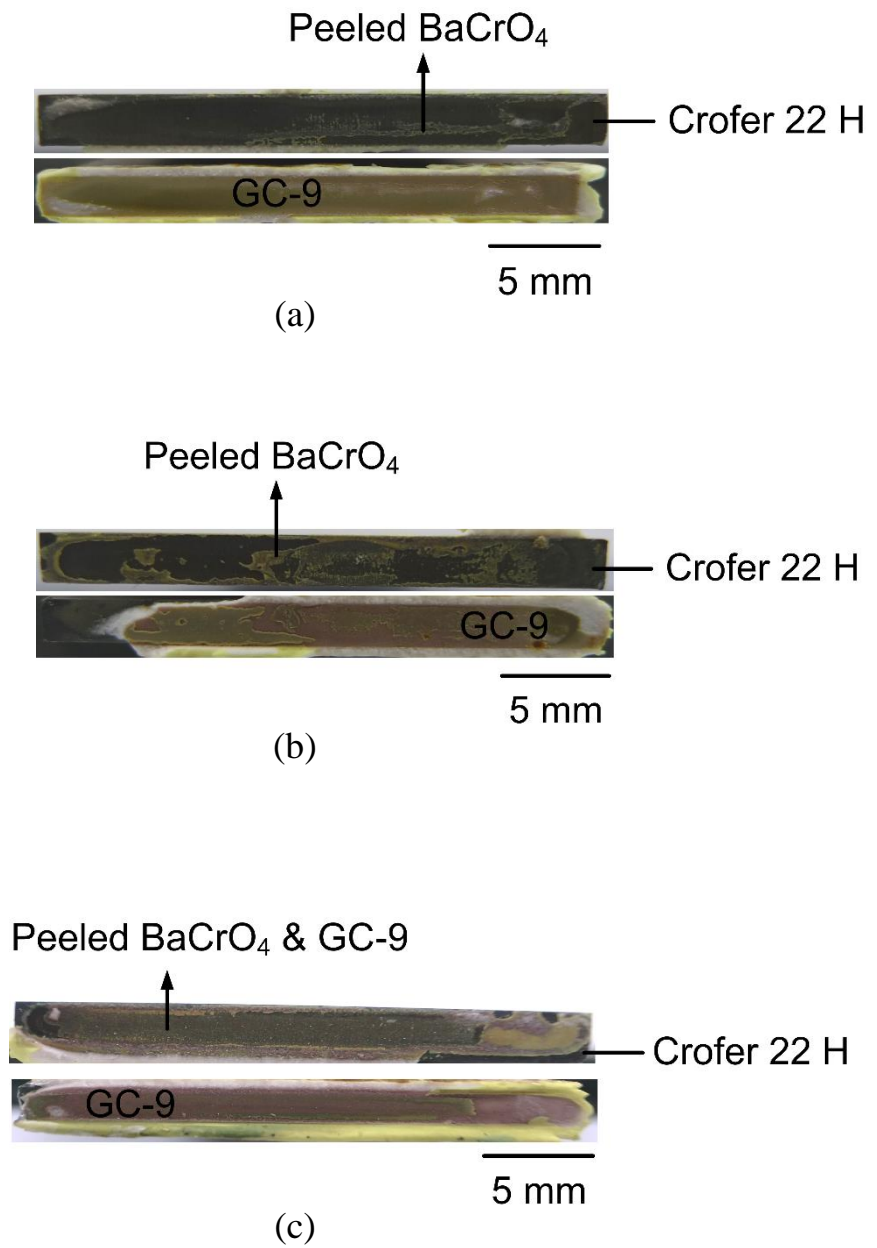 Peeled BaCrO₄
Crofer 22 H
GC-9
5 mm
(a)
Peeled BaCrO₄
Crofer 22 H
GC-9
5 mm
(b)
Peeled BaCrO₄ & GC-9
Crofer 22 H
GC-9
5 mm
(c)